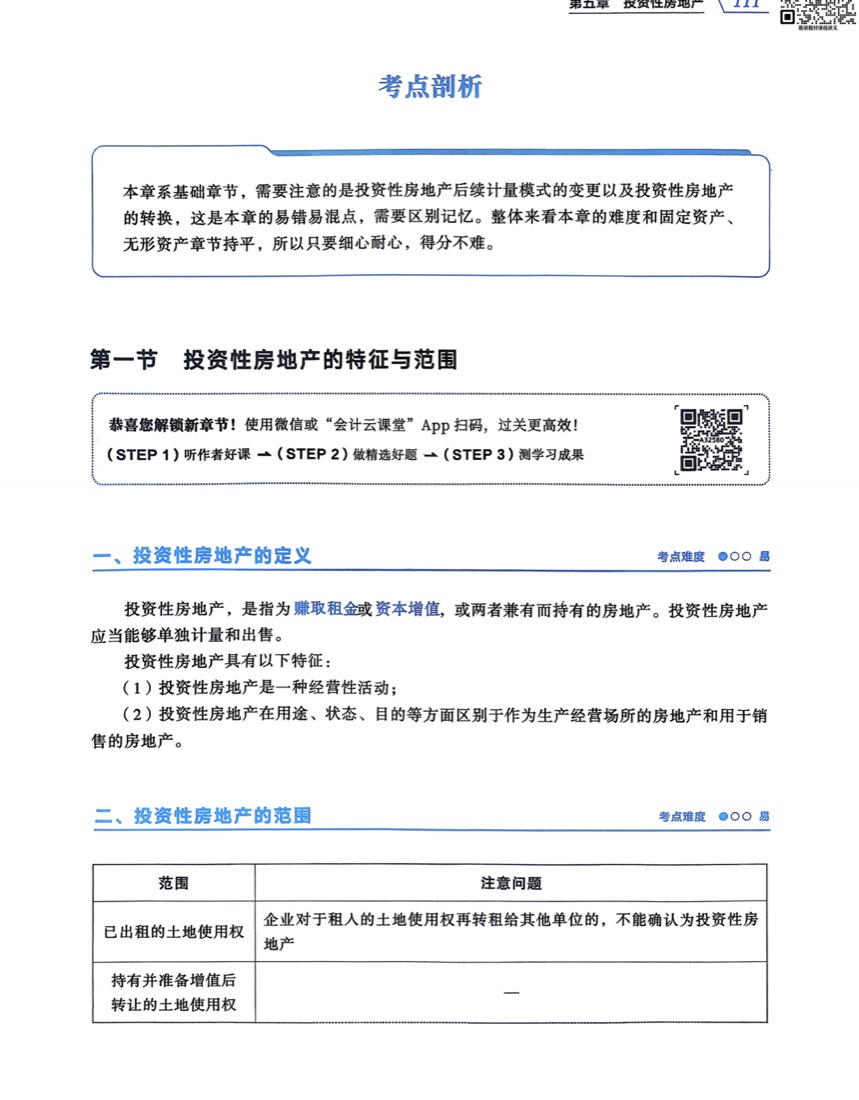 第五章 投资性房地产 111
考点剖析
本章系基础章节，需要注意的是投资性房地产后续计量模式的变更以及投资性房地产
的转换，这是本章的易错易混点，需要区别记忆。整体来看本章的难度和固定资产、
无形资产章节持平，所以只要细心耐心，得分不难。
第一节 投资性房地产的特征与范围
恭喜您解锁新章节！使用微信或“会计云课堂”App 扫码，过关更高效！
（STEP 1）听作者好课 ⇀（STEP 2）做精选好题 ⇀（STEP 3）测学习成果
A32580
一、投资性房地产的定义 考点难度 ●○○ 易
投资性房地产，是指为赚取租金或资本增值，或两者兼有而持有的房地产。投资性房地产
应当能够单独计量和出售。
投资性房地产具有以下特征：
（1）投资性房地产是一种经营性活动；
（2）投资性房地产在用途、状态、目的等方面区别于作为生产经营场所的房地产和用于销
售的房地产。
二、投资性房地产的范围 考点难度 ●○○ 易
范围 注意问题
已出租的土地使用权
企业对于租入的土地使用权再转租给其他单位的，不能确认为投资性房
地产
持有并准备增值后
转让的土地使用权
—